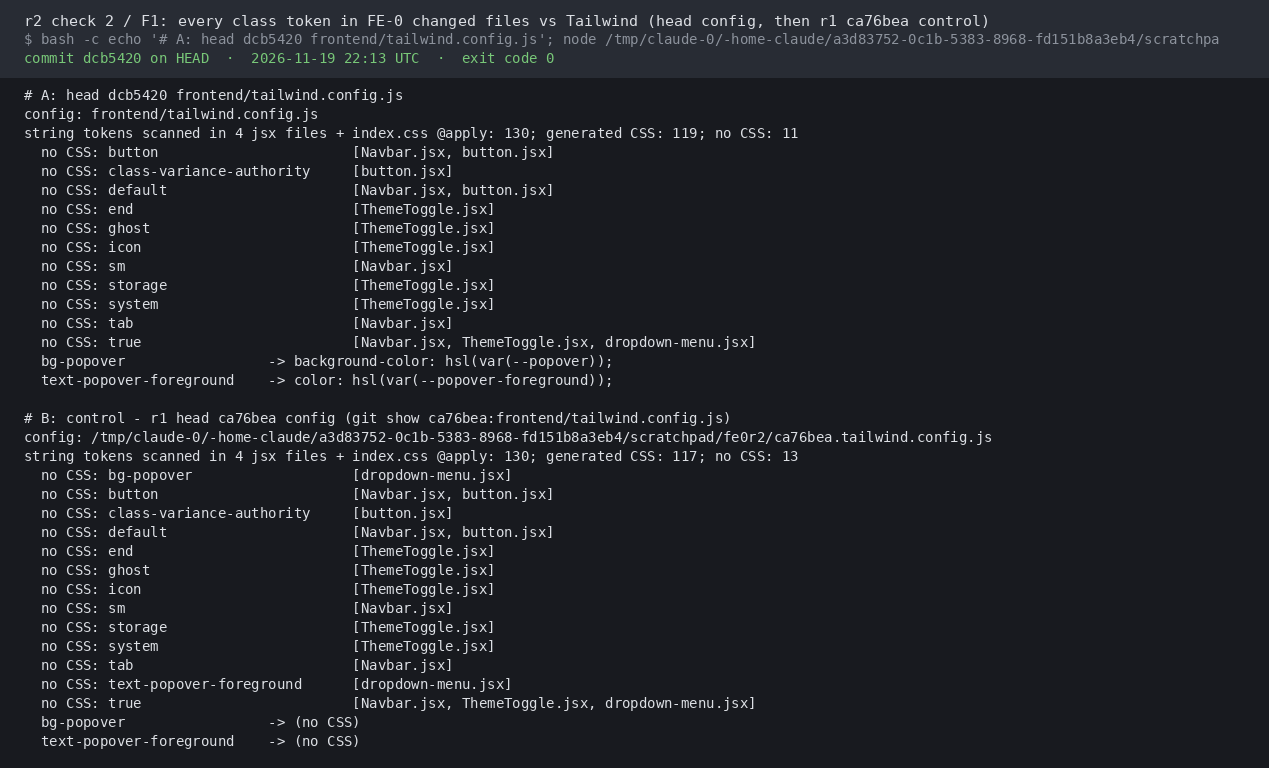 r2 check 2 / F1: every class token in FE-0 changed files vs Tailwind (head config, then r1 ca76bea control)
$ bash -c echo '# A: head dcb5420 frontend/tailwind.config.js'; node /tmp/claude-0/-home-claude/a3d83752-0c1b-5383-8968-fd151b8a3eb4/scratchpa
commit dcb5420 on HEAD · 2026-11-19 22:13 UTC · exit code 0
# A: head dcb5420 frontend/tailwind.config.js
config: frontend/tailwind.config.js
string tokens scanned in 4 jsx files + index.css @apply: 130; generated CSS: 119; no CSS: 11
no CSS: button [Navbar.jsx, button.jsx]
no CSS: class-variance-authority [button.jsx]
no CSS: default [Navbar.jsx, button.jsx]
no CSS: end [ThemeToggle.jsx]
no CSS: ghost [ThemeToggle.jsx]
no CSS: icon [ThemeToggle.jsx]
no CSS: sm [Navbar.jsx]
no CSS: storage [ThemeToggle.jsx]
no CSS: system [ThemeToggle.jsx]
no CSS: tab [Navbar.jsx]
no CSS: true [Navbar.jsx, ThemeToggle.jsx, dropdown-menu.jsx]
bg-popover -> background-color: hsl(var(--popover));
text-popover-foreground -> color: hsl(var(--popover-foreground));
# B: control - r1 head ca76bea config (git show ca76bea:frontend/tailwind.config.js)
config: /tmp/claude-0/-home-claude/a3d83752-0c1b-5383-8968-fd151b8a3eb4/scratchpad/fe0r2/ca76bea.tailwind.config.js
string tokens scanned in 4 jsx files + index.css @apply: 130; generated CSS: 117; no CSS: 13
no CSS: bg-popover [dropdown-menu.jsx]
no CSS: button [Navbar.jsx, button.jsx]
no CSS: class-variance-authority [button.jsx]
no CSS: default [Navbar.jsx, button.jsx]
no CSS: end [ThemeToggle.jsx]
no CSS: ghost [ThemeToggle.jsx]
no CSS: icon [ThemeToggle.jsx]
no CSS: sm [Navbar.jsx]
no CSS: storage [ThemeToggle.jsx]
no CSS: system [ThemeToggle.jsx]
no CSS: tab [Navbar.jsx]
no CSS: text-popover-foreground [dropdown-menu.jsx]
no CSS: true [Navbar.jsx, ThemeToggle.jsx, dropdown-menu.jsx]
bg-popover -> (no CSS)
text-popover-foreground -> (no CSS)